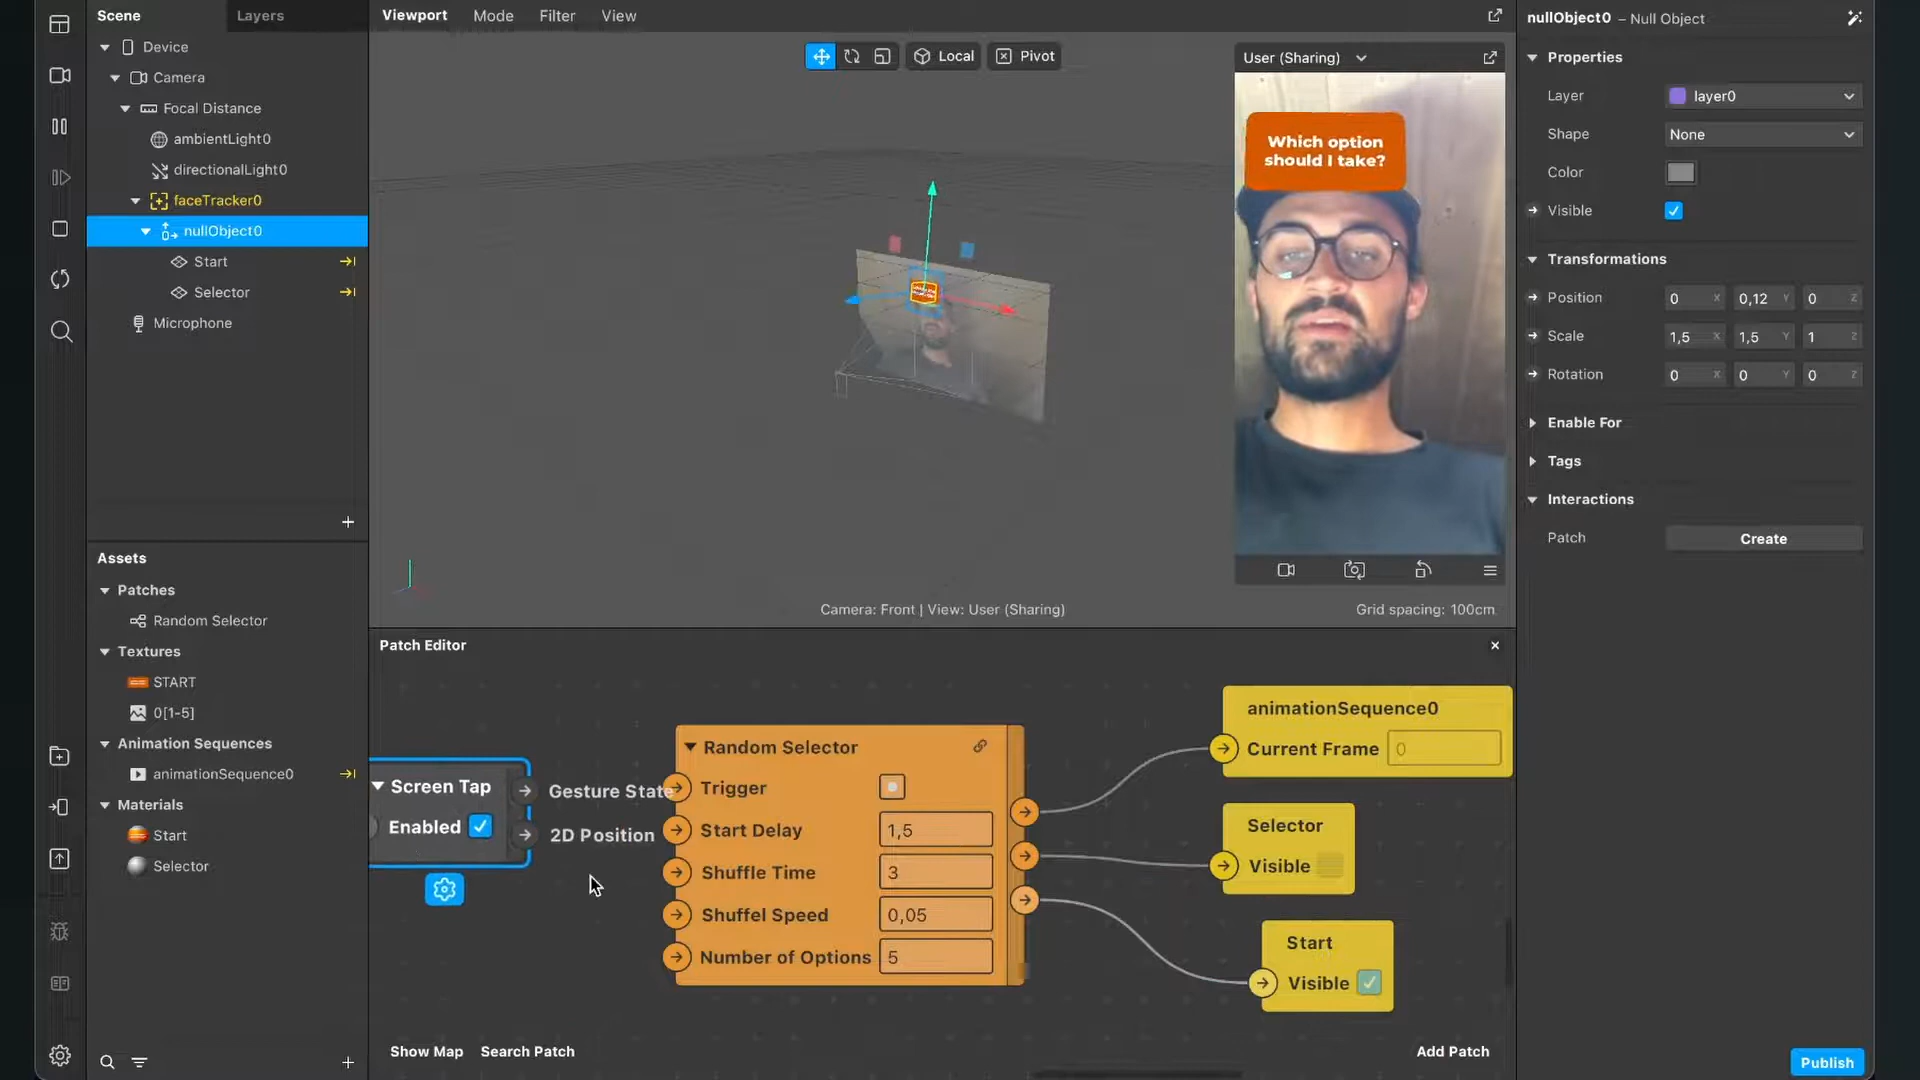 Scene
Layers
Device
Camera
Focal Distance
ambientLight0
directionalLight0
faceTracker0
nullObject0
Start
Selector
Microphone
Assets
Patches
Random Selector
Textures
START
0[1-5]
Animation Sequences
animationSequence0
Materials
Start
Selector
Viewport Mode Filter View
Local
Pivot
User (Sharing)
Which option
should I take?
Camera: Front | View: User (Sharing)
Grid spacing: 100cm
Patch Editor
Screen Tap
Enabled
Gesture State
2D Position
Random Selector
Trigger
Start Delay 1,5
Shuffle Time 3
Shuffel Speed 0,05
Number of Options 5
animationSequence0
Current Frame 0
Selector
Visible
Start
Visible
Show Map Search Patch
Add Patch
nullObject0 – Null Object
Properties
Layer layer0
Shape None
Color
Visible
Transformations
Position 0 X 0,12 Y 0 Z
Scale 1,5 X 1,5 Y 1 Z
Rotation 0 X 0 Y 0 Z
Enable For
Tags
Interactions
Patch Create
Publish